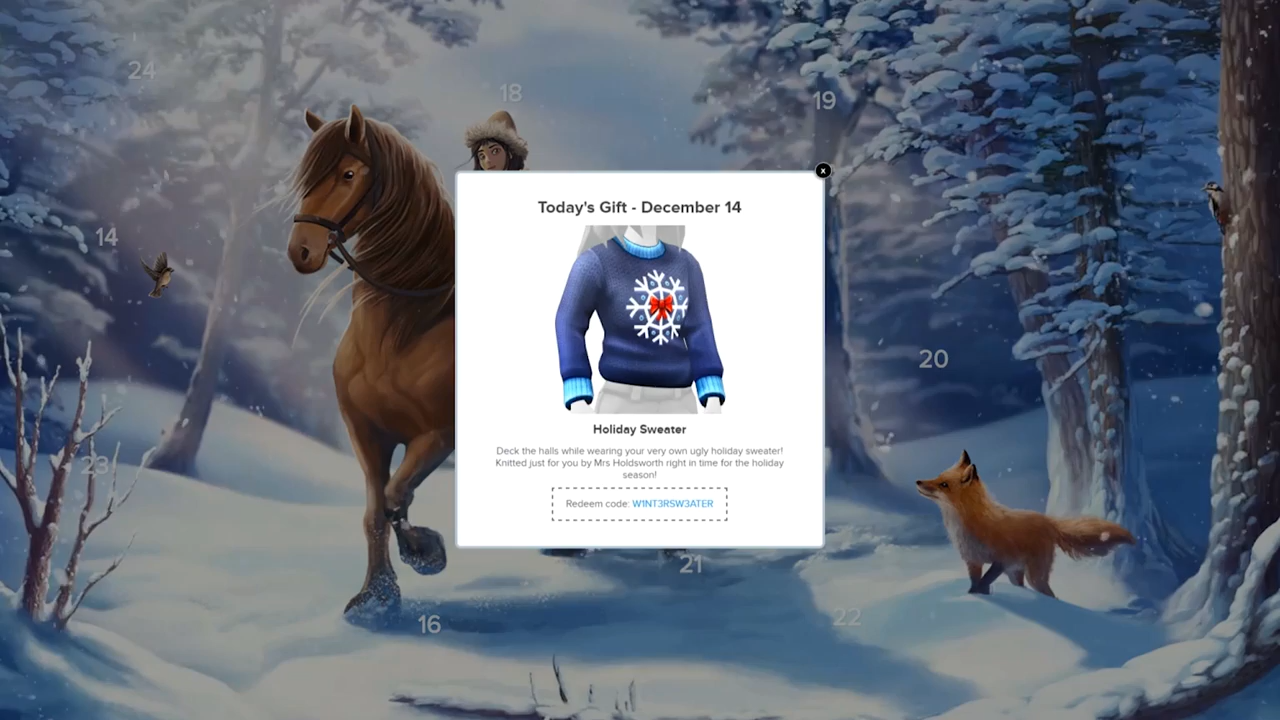 24
18
19
x
Today's Gift - December 14
14
20
Holiday Sweater
Deck the halls while wearing your very own ugly holiday sweater!
Knitted just for you by Mrs Holdsworth right in time for the holiday
season!
23
Redeem code: W1NT3RSW3ATER
21
16
22